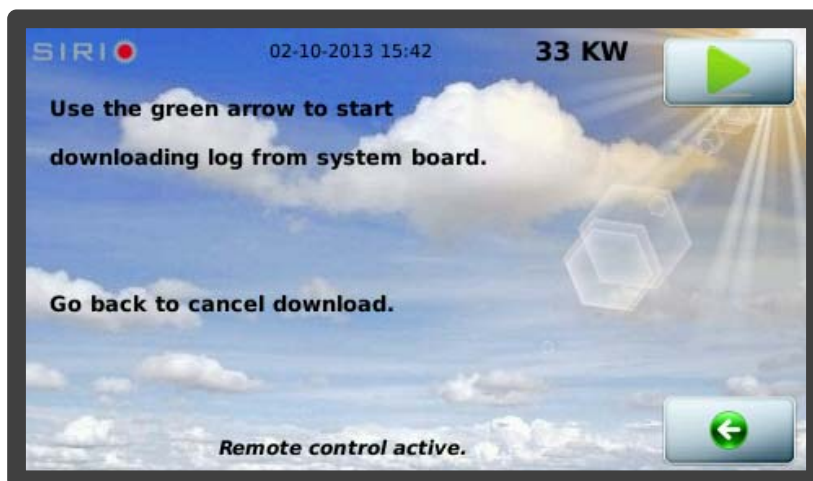 SIRIO 02-10-2013 15:42 33 KW
Use the green arrow to start
downloading log from system board.
Go back to cancel download.
Remote control active.